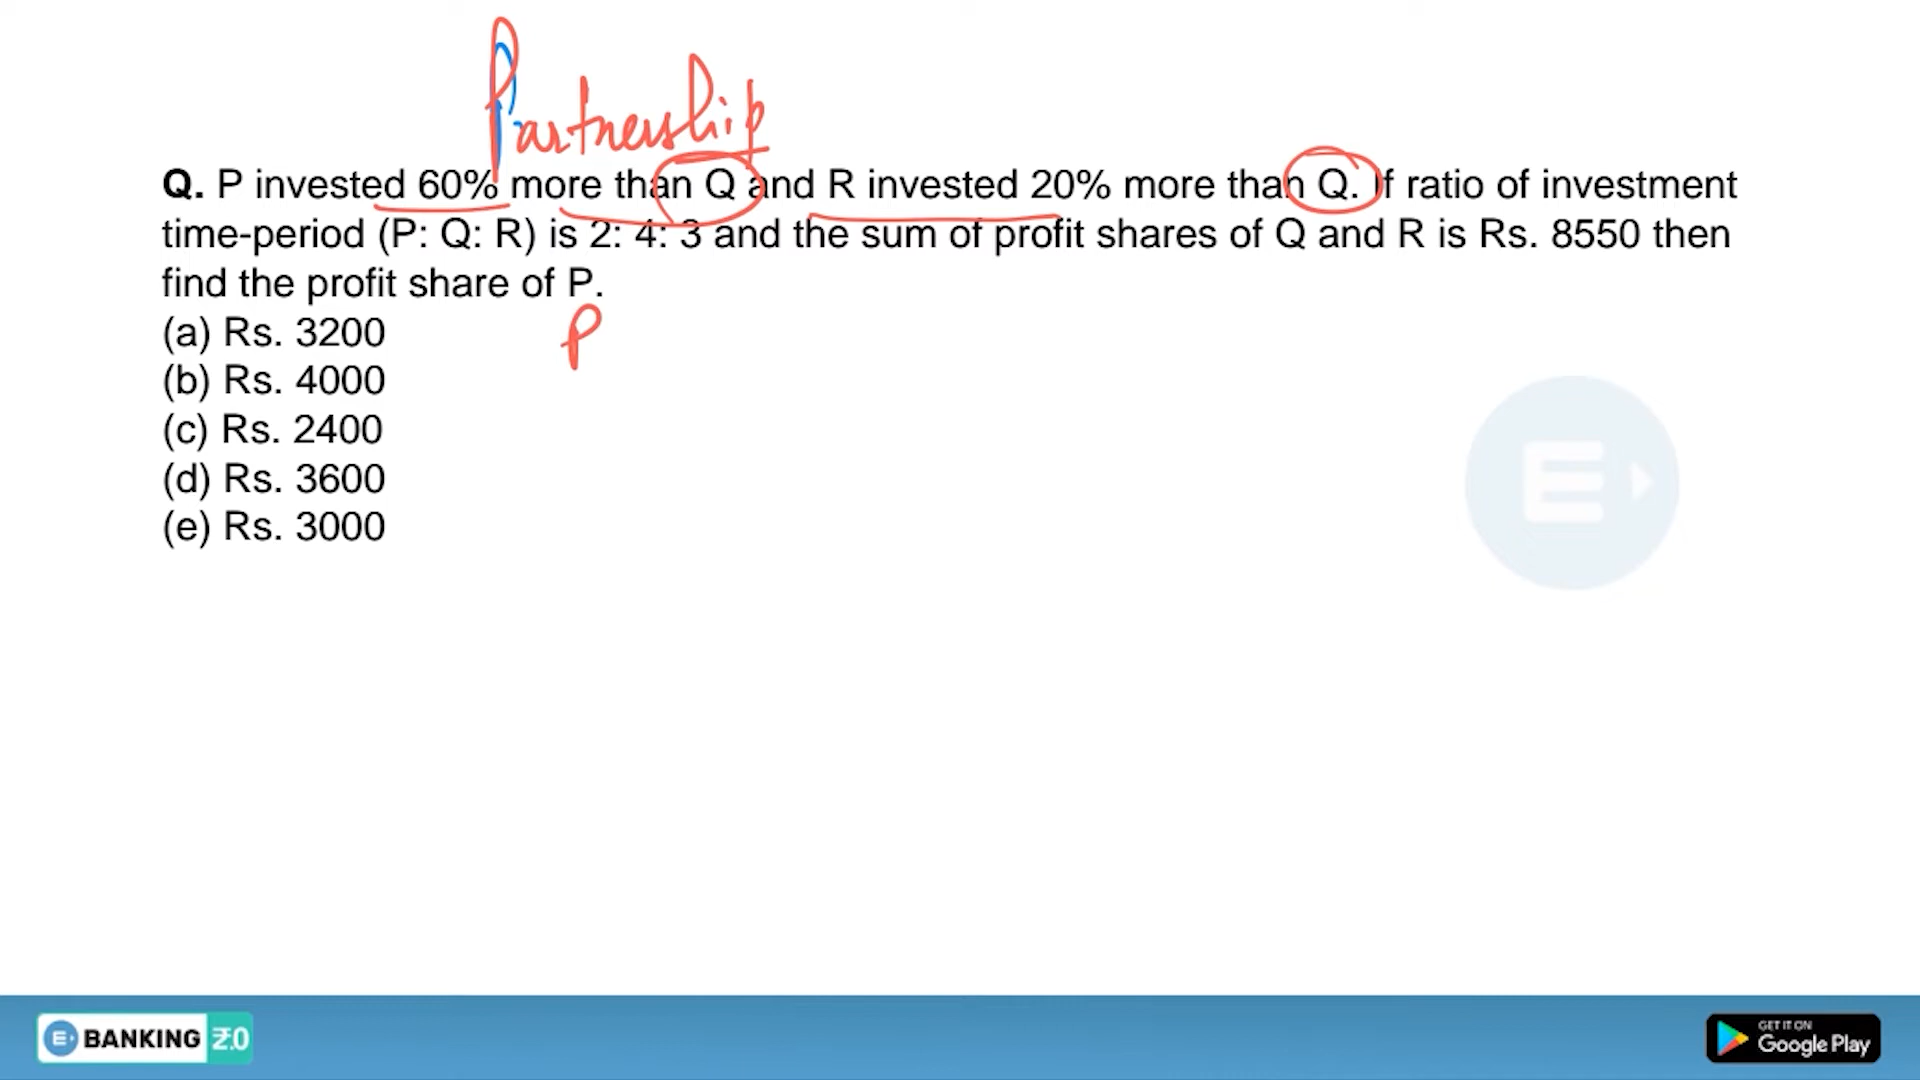 Partnership
Q. P invested 60% more than Q and R invested 20% more than Q. If ratio of investment
time-period (P: Q: R) is 2: 4: 3 and the sum of profit shares of Q and R is Rs. 8550 then
find the profit share of P.
(a) Rs. 3200
P
(b) Rs. 4000
(c) Rs. 2400
(d) Rs. 3600
(e) Rs. 3000
E
E BANKING ₹2.0
GET IT ON
Google Play